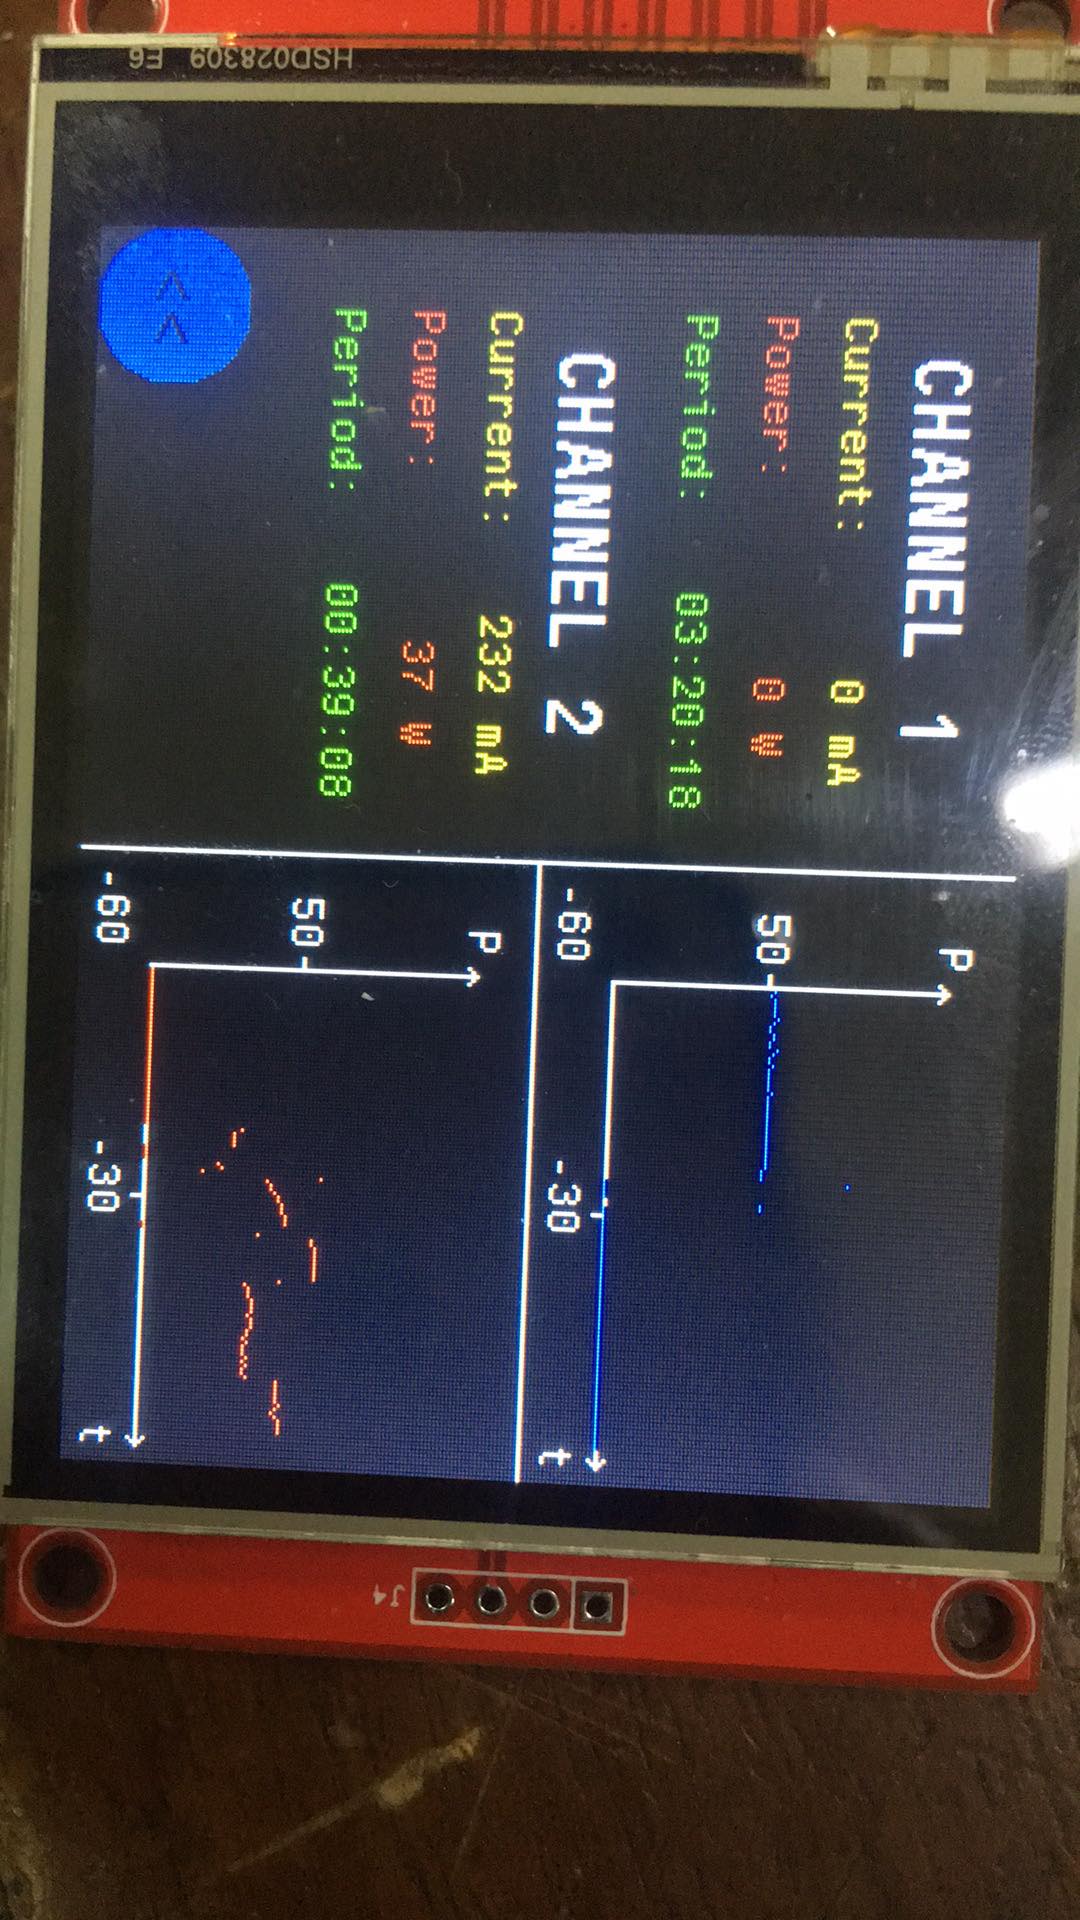 HSD028309 E6
CHANNEL 1
Current: 0 mA
Power: 0 W
Period: 03:20:18
CHANNEL 2
Current: 232 mA
Power: 37 W
Period: 00:39:08
<<
P
50
-60
-30
t
P
50
-60
-30
t
J4